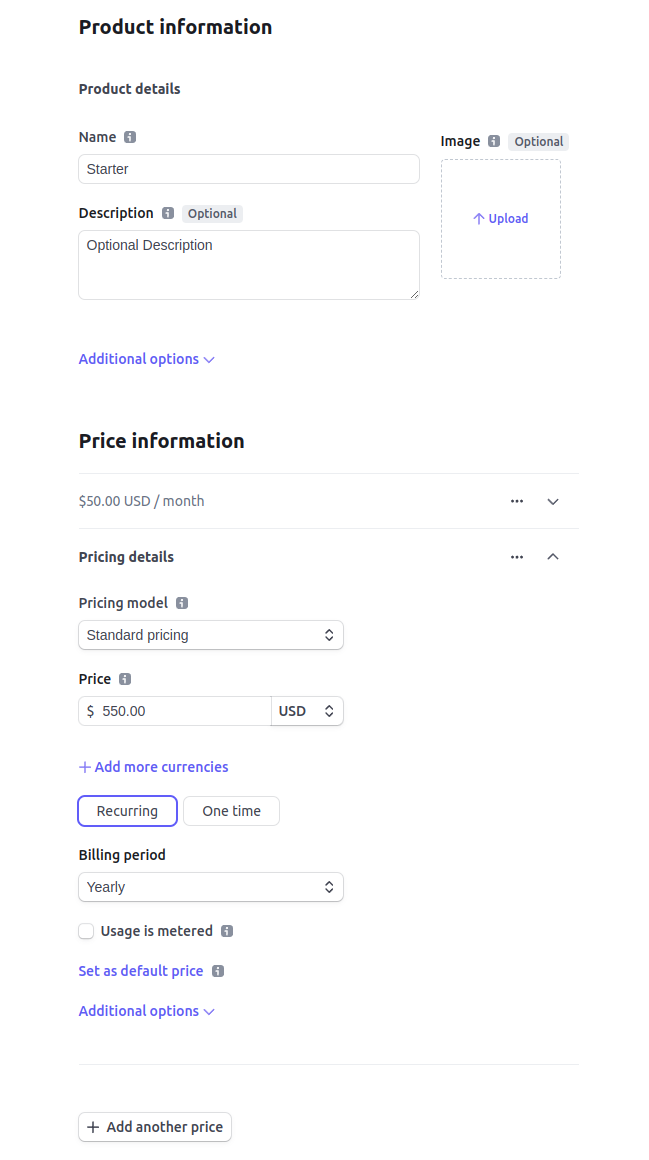 Product information
Product details
Name
Image Optional
Starter
Upload
Description Optional
Optional Description
Additional options
Price information
$50.00 USD / month
Pricing details
Pricing model
Standard pricing
Price
$ 550.00 USD
Add more currencies
Recurring One time
Billing period
Yearly
Usage is metered
Set as default price
Additional options
Add another price